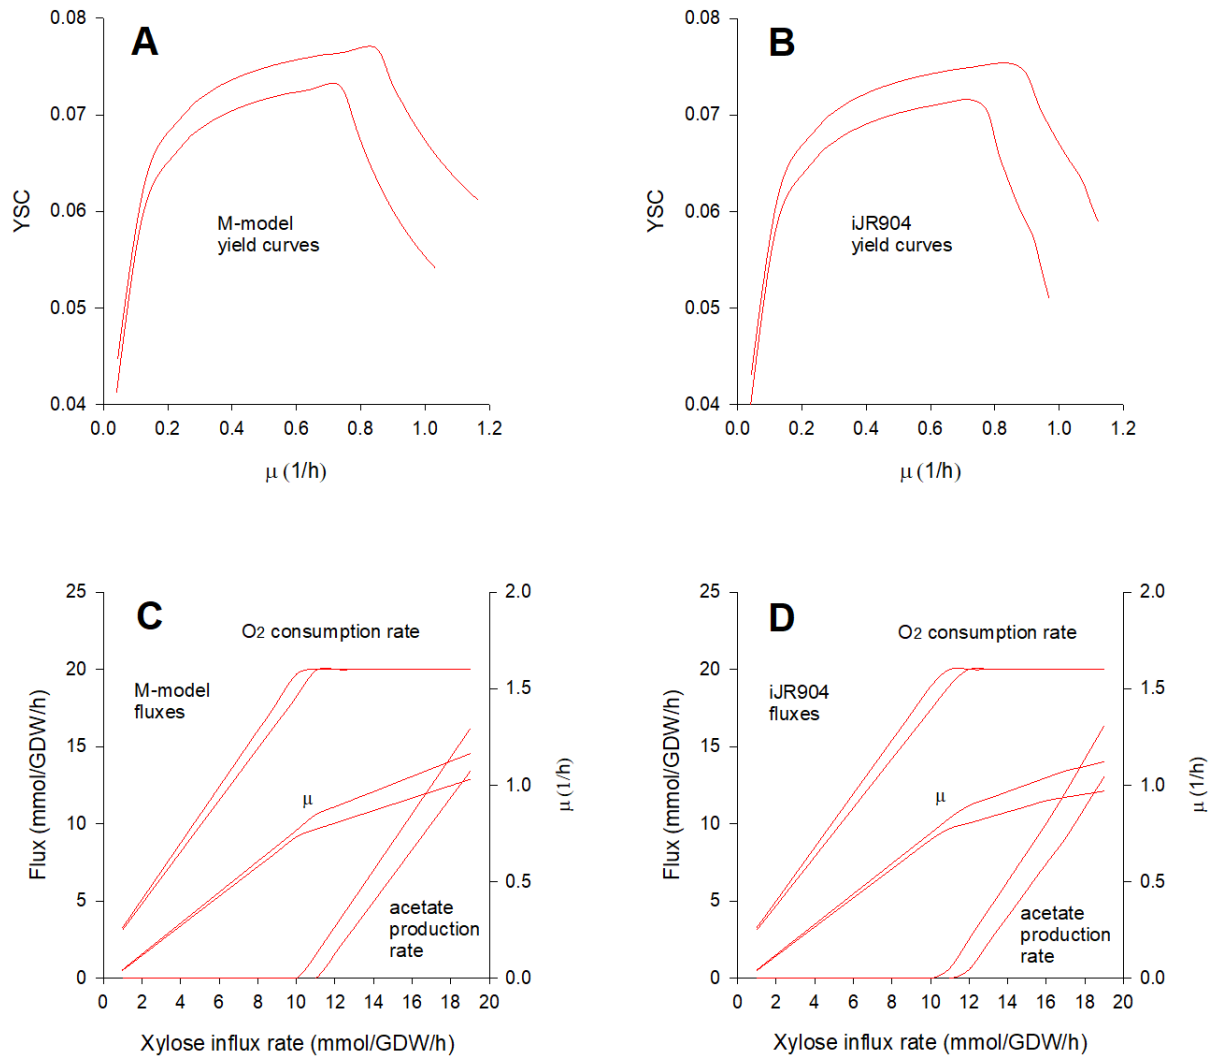 A
0.08
0.07
0.06
0.05
0.04
YSC
M-model
yield curves
0.0 0.2 0.4 0.6 0.8 1.0 1.2
μ (1/h)
B
0.08
0.07
0.06
0.05
0.04
YSC
iJR904
yield curves
0.0 0.2 0.4 0.6 0.8 1.0 1.2
μ (1/h)
C
25
20
15
10
5
0
Flux (mmol/GDW/h)
O2 consumption rate
M-model
fluxes
μ
acetate
production
rate
2.0
1.5
1.0
0.5
0.0
μ (1/h)
0 2 4 6 8 10 12 14 16 18 20
Xylose influx rate (mmol/GDW/h)
D
25
20
15
10
5
0
Flux (mmol/GDW/h)
O2 consumption rate
iJR904
fluxes
μ
acetate
production
rate
2.0
1.5
1.0
0.5
0.0
μ (1/h)
0 2 4 6 8 10 12 14 16 18 20
Xylose influx rate (mmol/GDW/h)